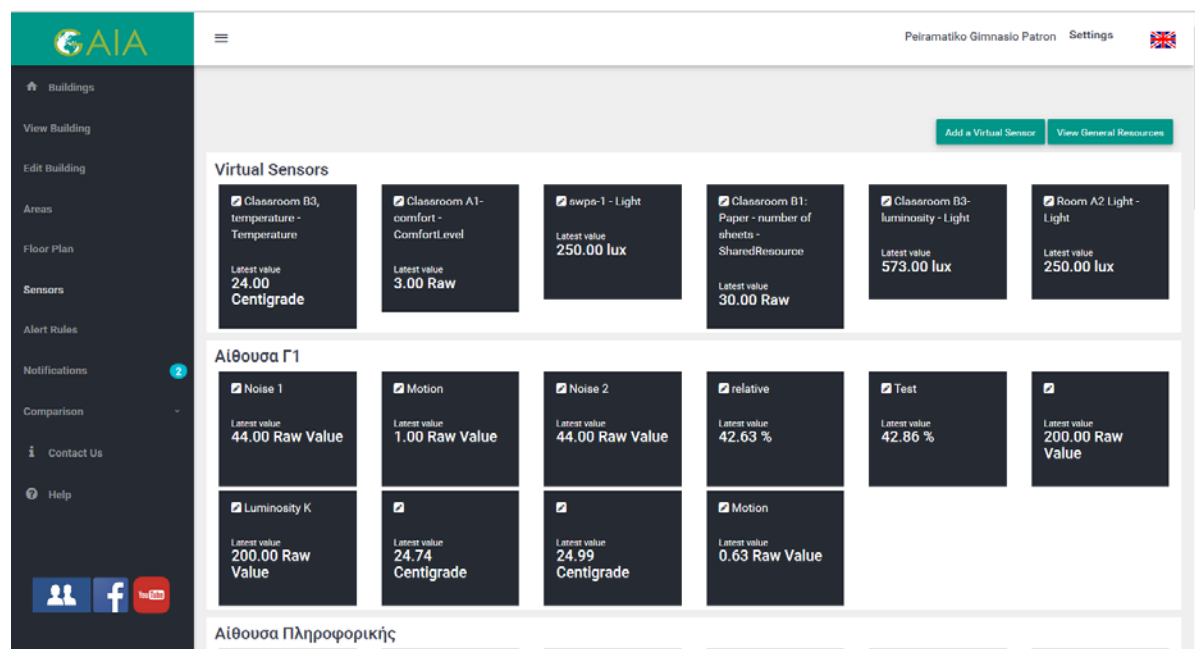 GAIA
Peiramatiko Gimnasio Patron Settings
Buildings
View Building
Edit Building
Areas
Floor Plan
Sensors
Alert Rules
Notifications 2
Comparison
Contact Us
Help
You Tube
Add a Virtual Sensor View General Resources
Virtual Sensors
Classroom B3,
temperature -
Temperature
Latest value
24.00
Centigrade
Classroom A1-
comfort -
ComfortLevel
Latest value
3.00 Raw
swps-1 - Light
Latest value
250.00 lux
Classroom B1:
Paper - number of
sheets -
SharedResource
Latest value
30.00 Raw
Classroom B3-
luminosity - Light
Latest value
573.00 lux
Room A2 Light -
Light
Latest value
250.00 lux
Αίθουσα Γ1
Noise 1
Latest value
44.00 Raw Value
Motion
Latest value
1.00 Raw Value
Noise 2
Latest value
44.00 Raw Value
relative
Latest value
42.63 %
Test
Latest value
42.86 %
Latest value
200.00 Raw
Value
Luminosity K
Latest value
200.00 Raw
Value
Latest value
24.74
Centigrade
Latest value
24.99
Centigrade
Motion
Latest value
0.63 Raw Value
Αίθουσα Πληροφορικής